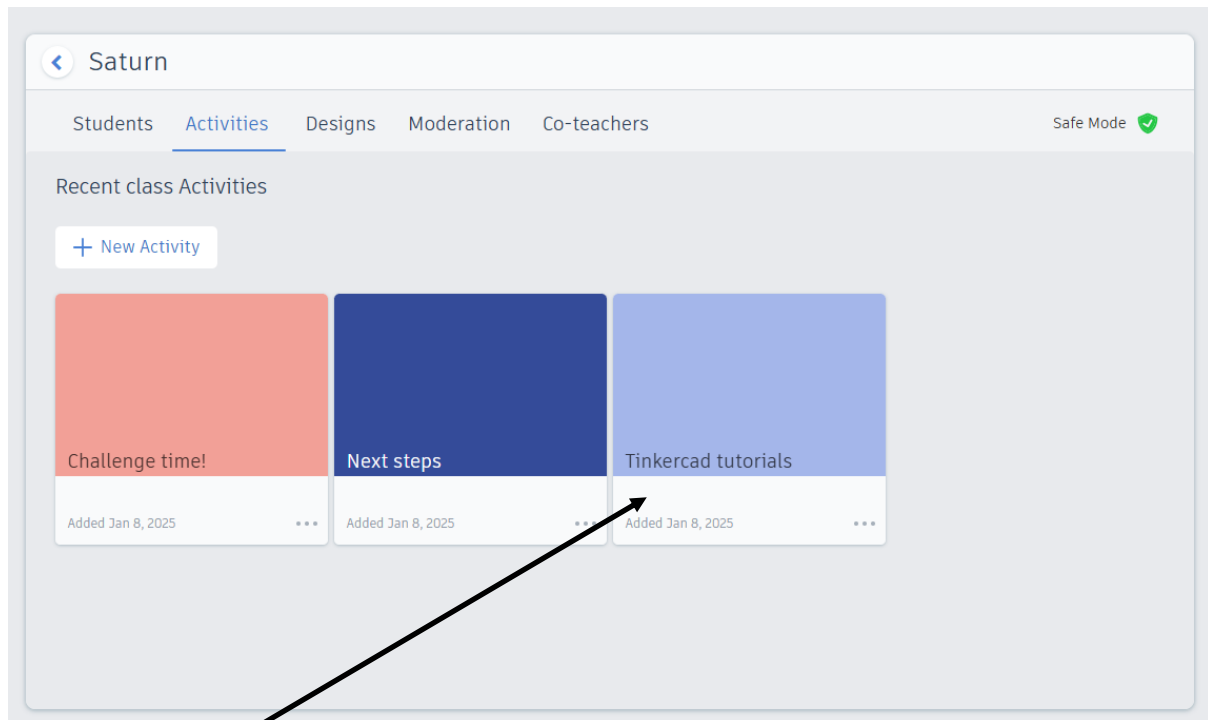 Saturn
Students Activities Designs Moderation Co-teachers Safe Mode
Recent class Activities
+ New Activity
Challenge time! Next steps Tinkercad tutorials
Added Jan 8, 2025 Added Jan 8, 2025 Added Jan 8, 2025